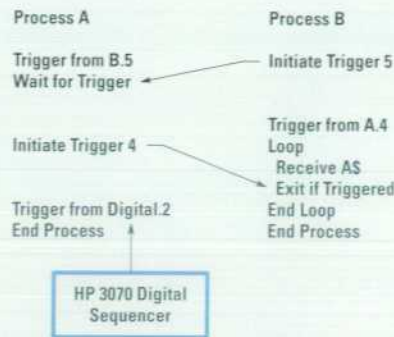 Process A
Trigger from B.5
Wait for Trigger
Initiate Trigger 4
Trigger from Digital.2
End Process
Process B
Initiate Trigger 5
Trigger from A.4
Loop
Receive A$
Exit if Triggered
End Loop
End Process
HP 3070 Digital
Sequencer